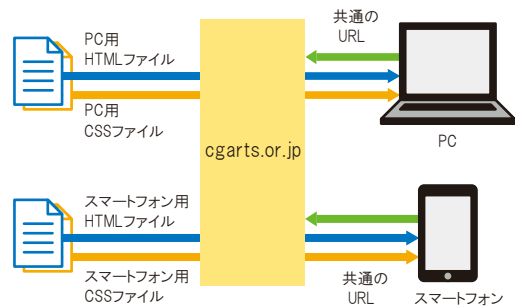 PC用
HTMLファイル
PC用
CSSファイル
共通の
URL
PC
cgarts.or.jp
スマートフォン用
HTMLファイル
スマートフォン用
CSSファイル
共通の
URL
スマートフォン